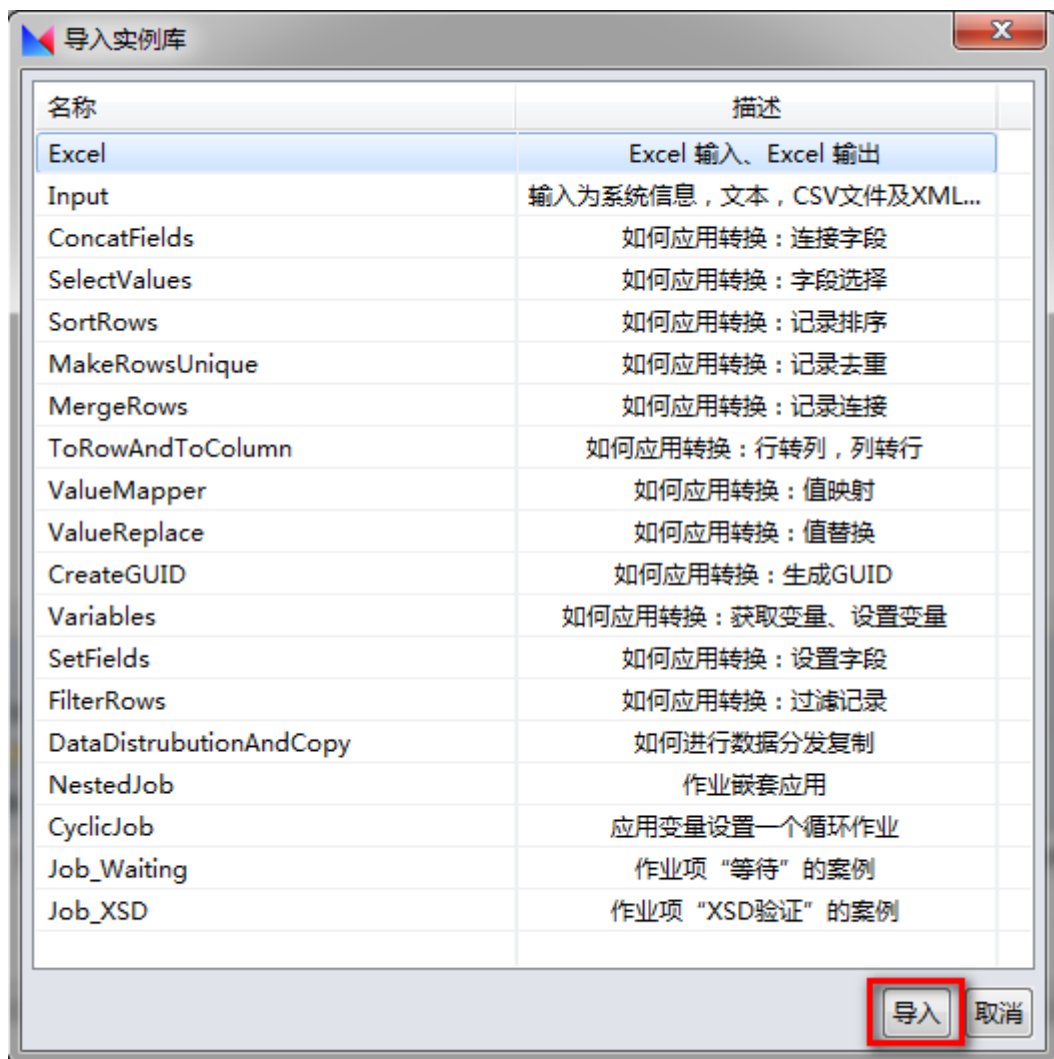 导入实例库
名称 描述
Excel Excel 输入、Excel 输出
Input 输入为系统信息，文本，CSV文件及XML...
ConcatFields 如何应用转换：连接字段
SelectValues 如何应用转换：字段选择
SortRows 如何应用转换：记录排序
MakeRowsUnique 如何应用转换：记录去重
MergeRows 如何应用转换：记录连接
ToRowAndToColumn 如何应用转换：行转列，列转行
ValueMapper 如何应用转换：值映射
ValueReplace 如何应用转换：值替换
CreateGUID 如何应用转换：生成GUID
Variables 如何应用转换：获取变量、设置变量
SetFields 如何应用转换：设置字段
FilterRows 如何应用转换：过滤记录
DataDistrubutionAndCopy 如何进行数据分发复制
NestedJob 作业嵌套应用
CyclicJob 应用变量设置一个循环作业
Job_Waiting 作业项“等待”的案例
Job_XSD 作业项“XSD验证”的案例
导入 取消